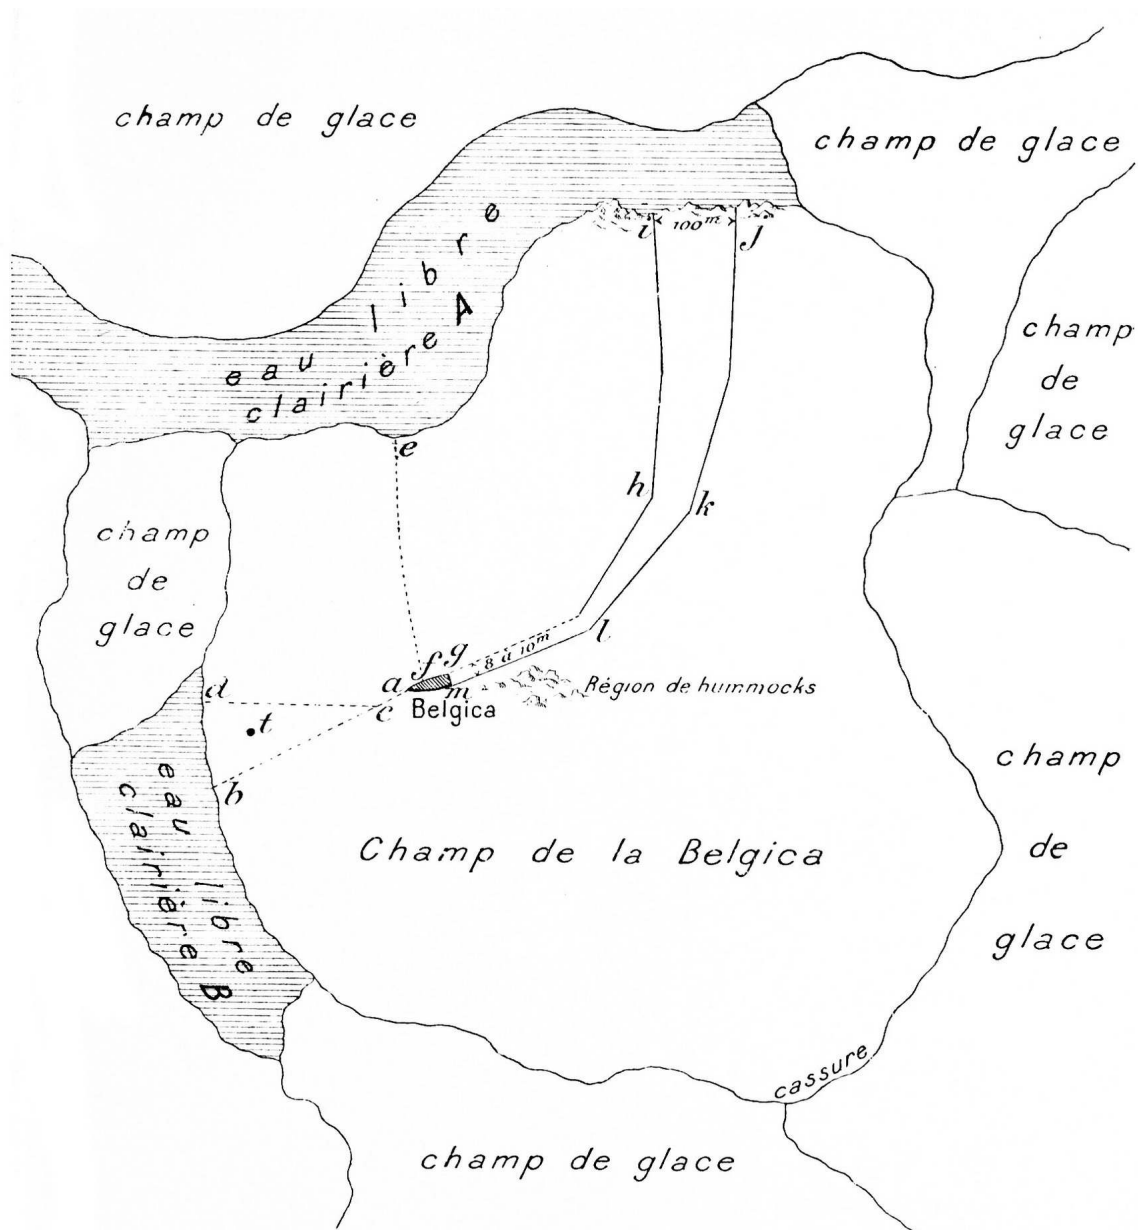 champ de glace
champ de glace
eau libre
clairière A
i 100m J
champ
de
glace
e
h
k
champ
de
glace
l
f g 8 à 10m
a
m
c
d
Belgica
Région de hummocks
t
b
eau libre
clairière B
Champ de la Belgica
champ
de
glace
cassure
champ de glace